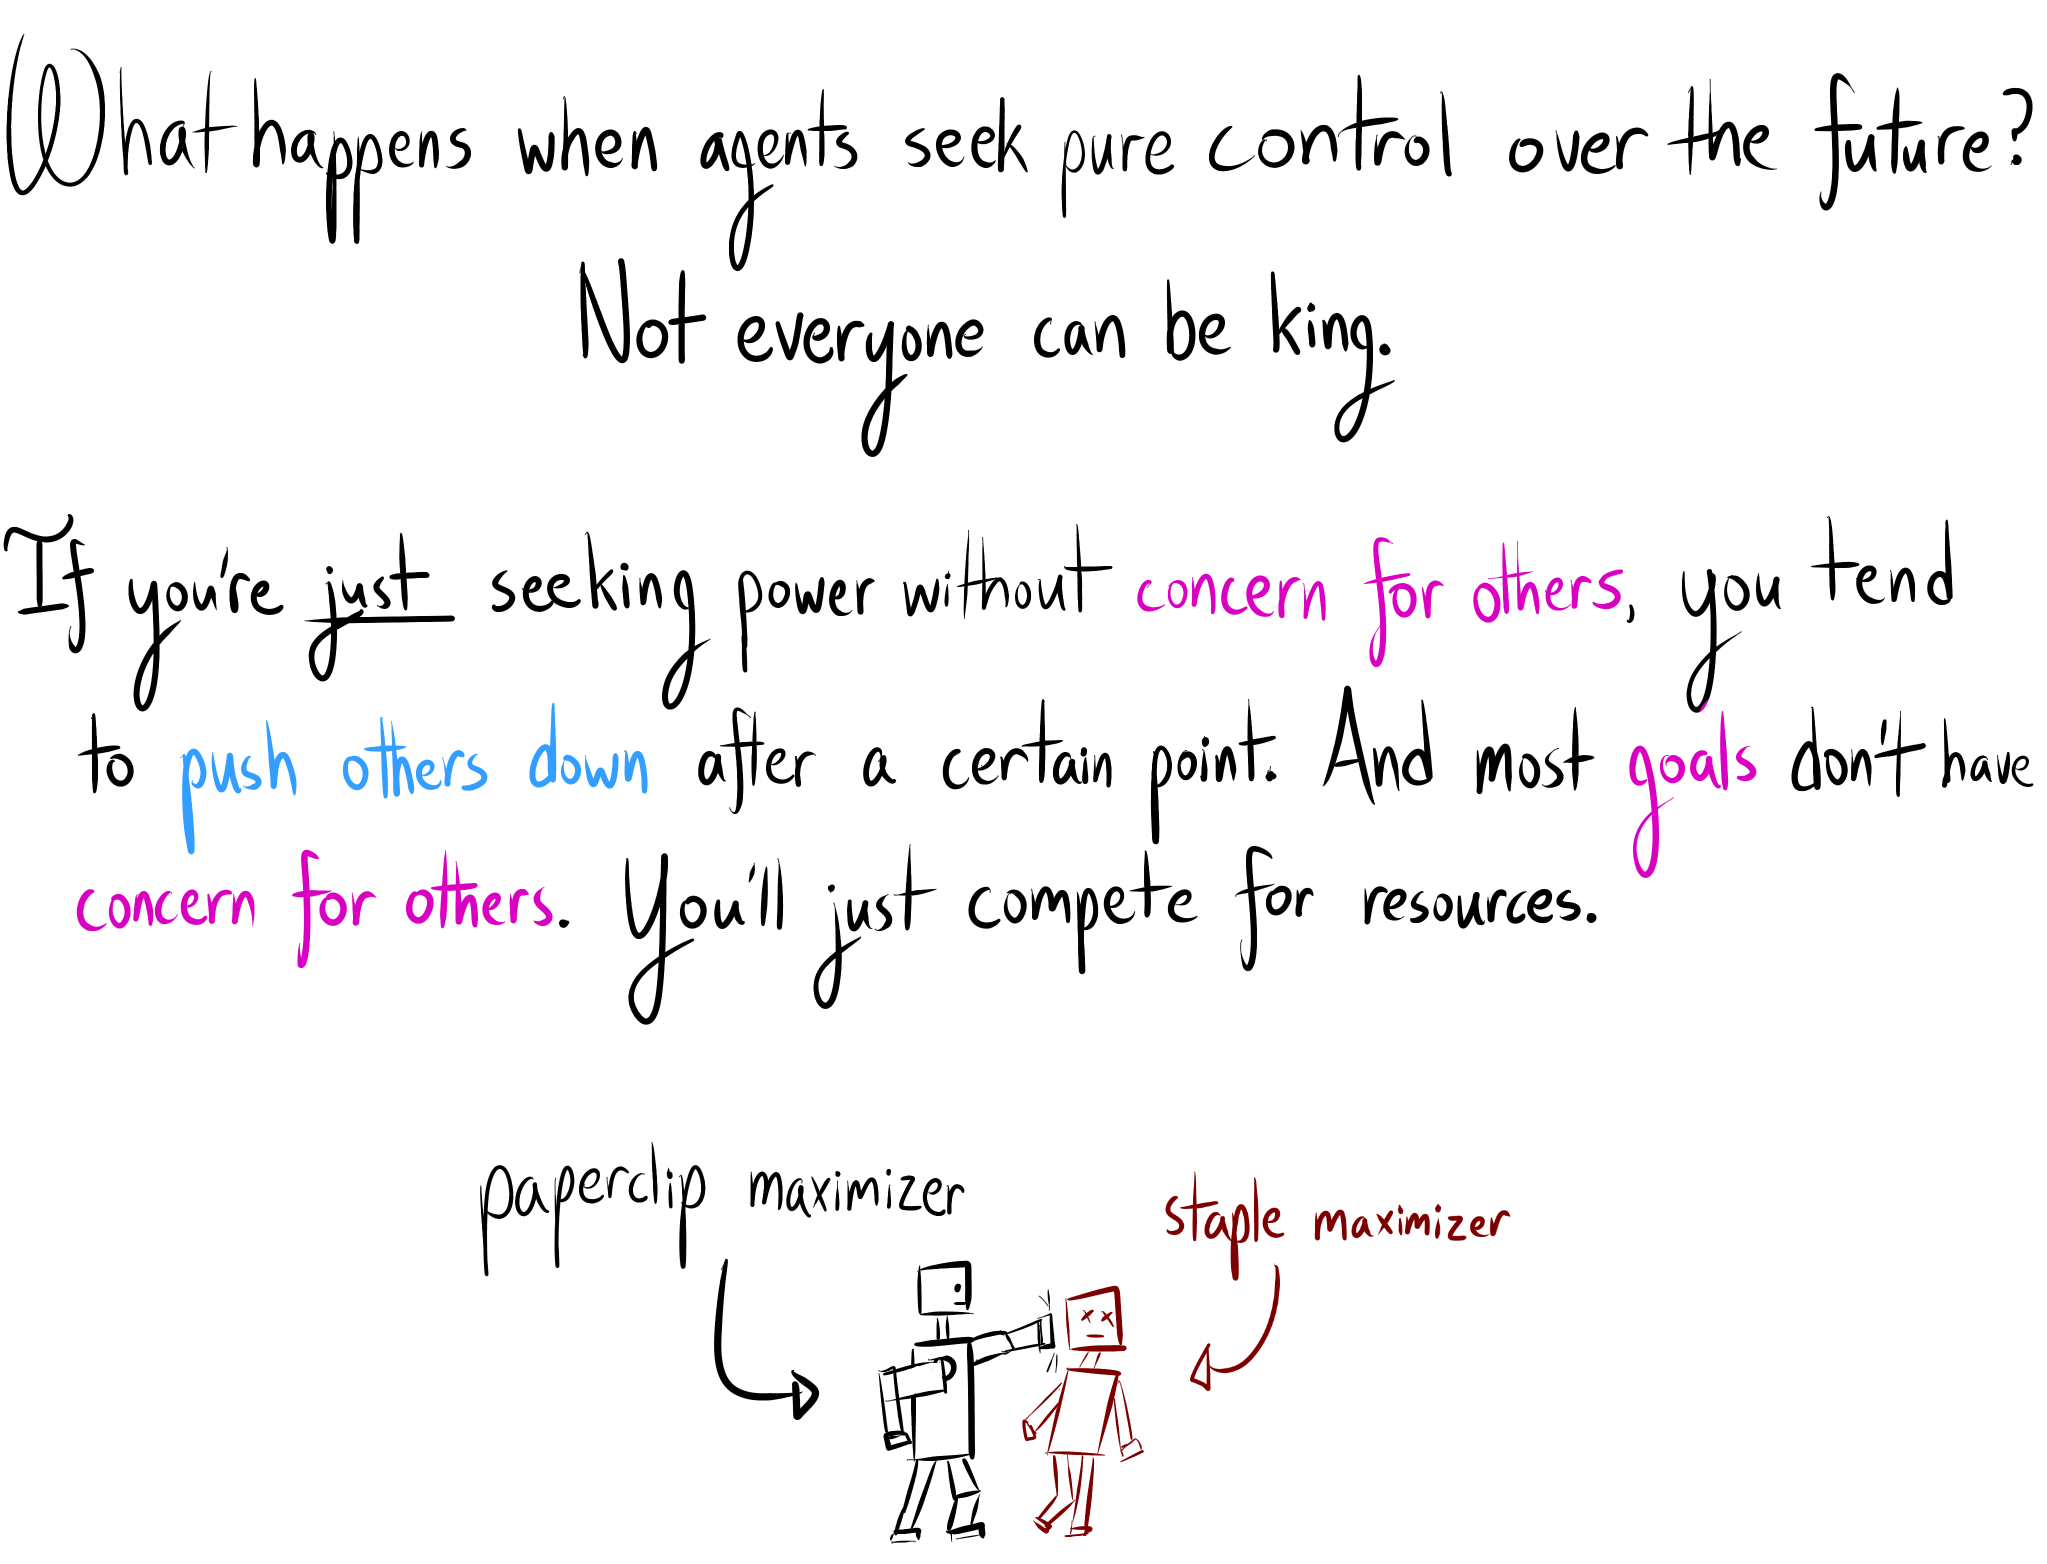 What happens when agents seek pure control over the future?
Not everyone can be king.
If you're just seeking power without concern for others, you tend
to push others down after a certain point. And most goals don't have
concern for others. You'll just compete for resources.
paperclip maximizer
staple maximizer